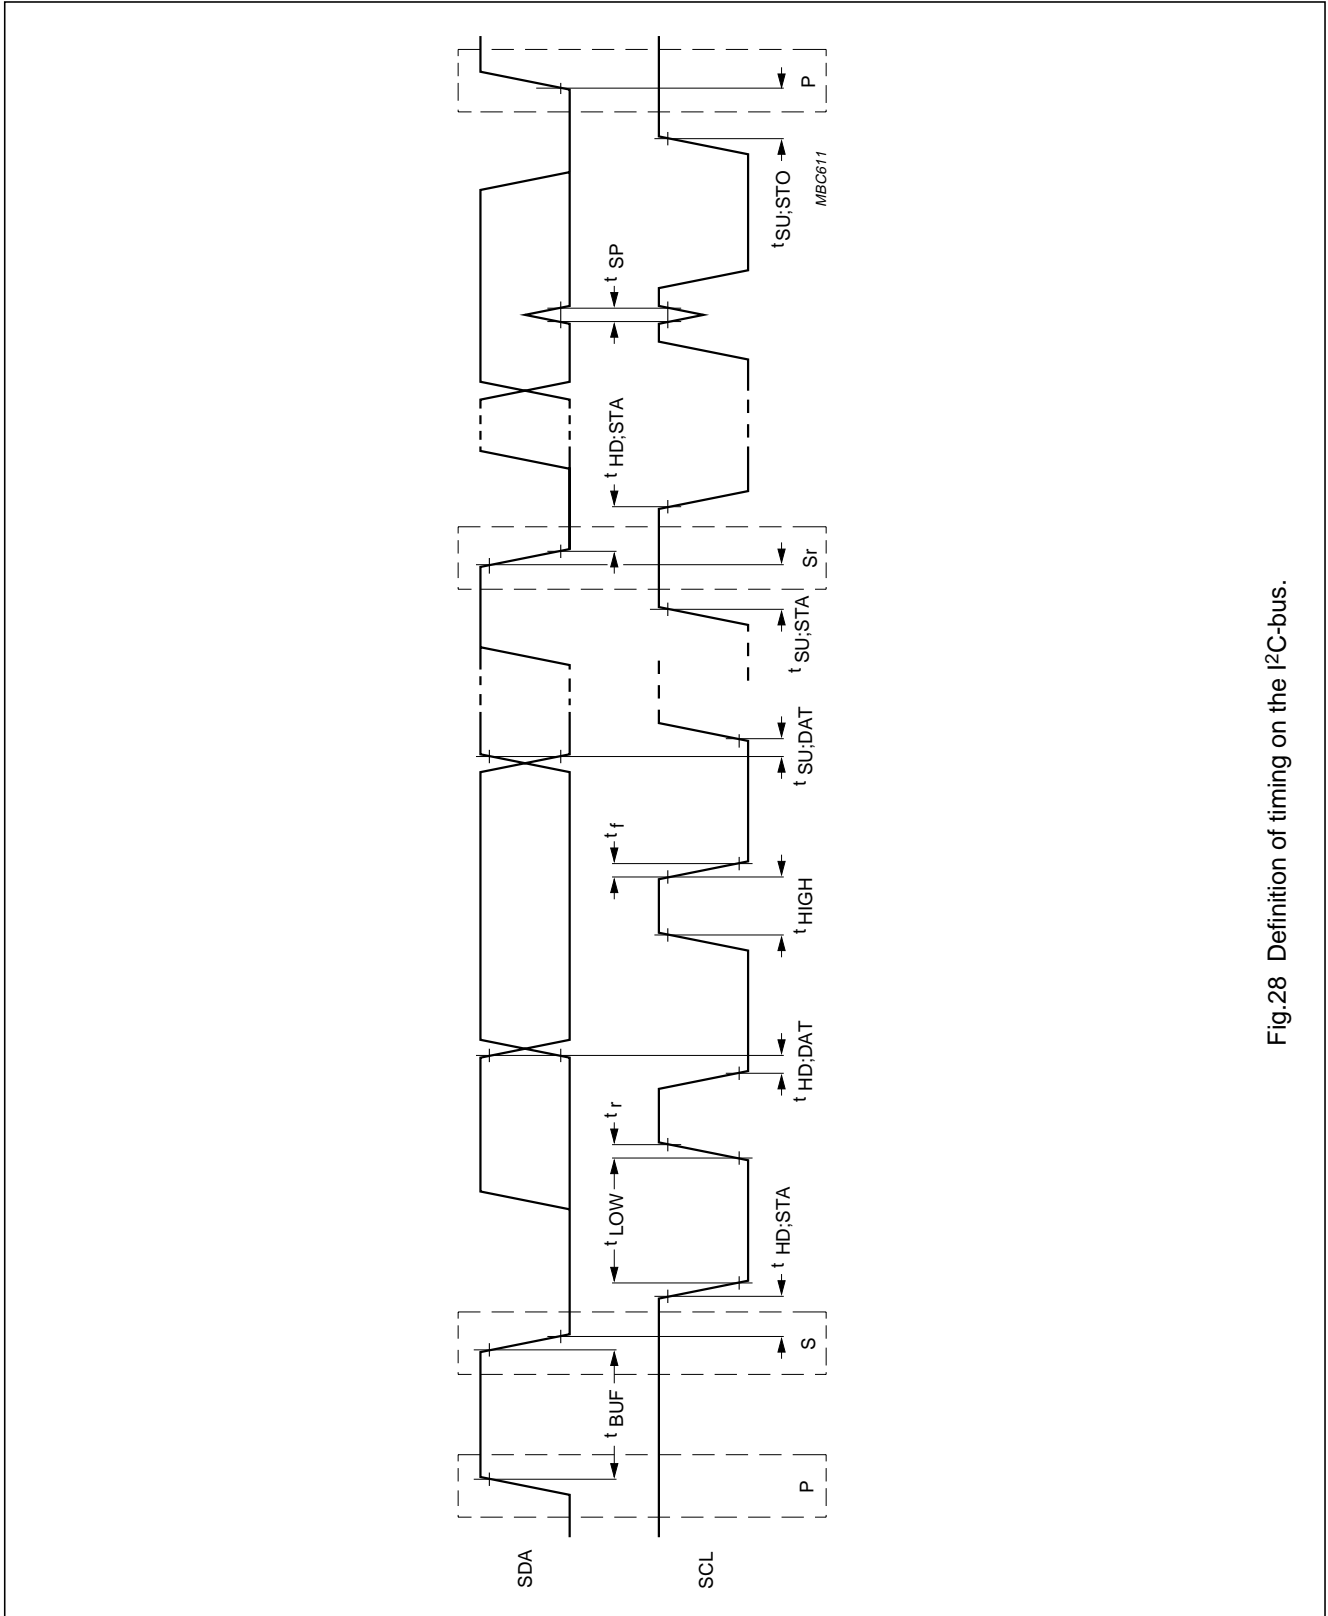 SDA
SCL
P
S
Sr
P
t BUF
t LOW
t r
t f
t HD;STA
t SP
t HD;STA
t HD;DAT
t HIGH
t SU;DAT
t SU;STA
t SU;STO
MBC611
Fig.28 Definition of timing on the I²C-bus.